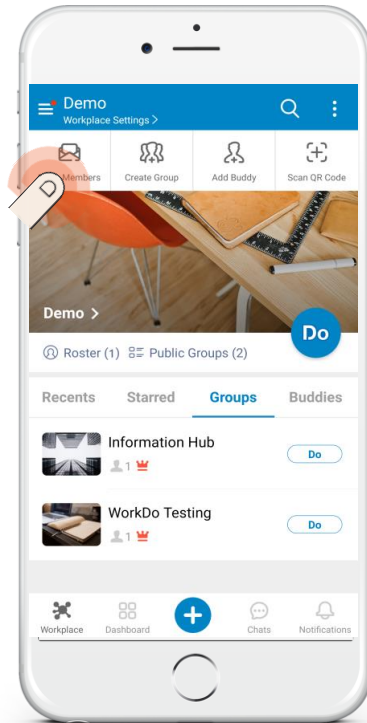 Demo
Workplace Settings >
Members
Create Group
Add Buddy
Scan QR Code
Demo >
Do
Roster (1)
Public Groups (2)
Recents
Starred
Groups
Buddies
Information Hub
1
Do
WorkDo Testing
1
Do
Workplace
Dashboard
Chats
Notifications